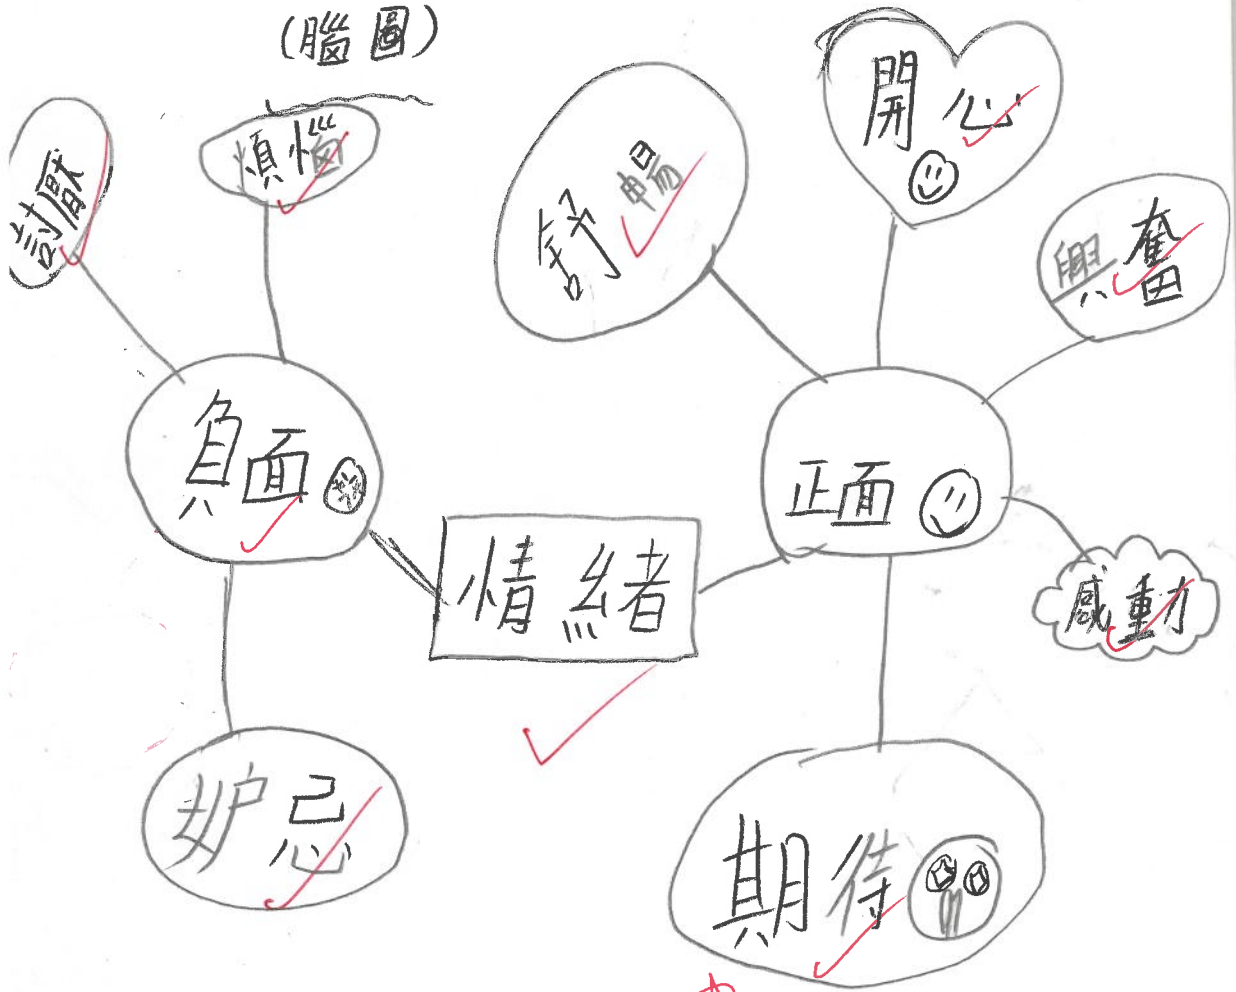 (腦圖)
開心
煩惱
討厭
舒暢
興奮
負面
正面
情緒
感動
妒忌
期待